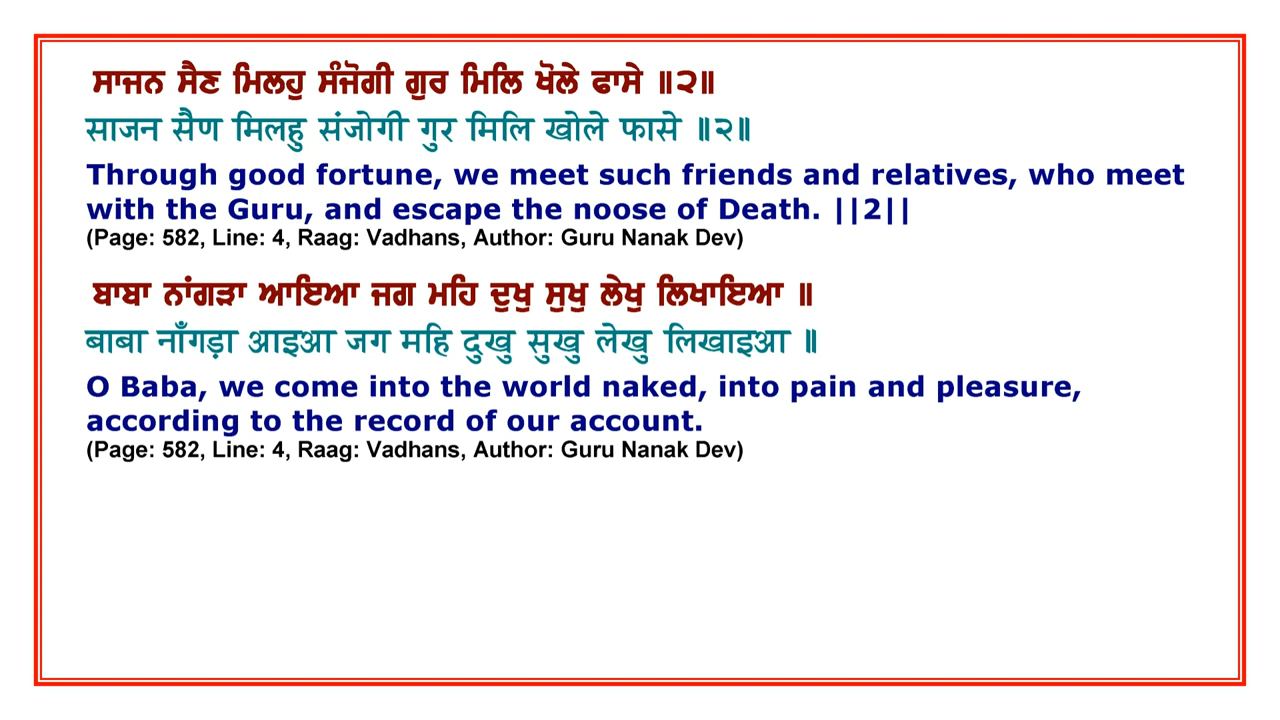 ਸਾਜਨ ਸੈਣ ਮਿਲਹੁ ਸੰਜੋਗੀ ਗੁਰ ਮਿਲਿ ਖੋਲੇ ਫਾਸੇ ॥੨॥
साजन सैण मिलहु संजोगी गुर मिलि खोले फासे ॥२॥
Through good fortune, we meet such friends and relatives, who meet
with the Guru, and escape the noose of Death. ||2||
(Page: 582, Line: 4, Raag: Vadhans, Author: Guru Nanak Dev)
ਬਾਬਾ ਨਾਂਗੜਾ ਆਇਆ ਜਗ ਮਹਿ ਦੁਖੁ ਸੁਖੁ ਲੇਖੁ ਲਿਖਾਇਆ ॥
बाबा नाँगड़ा आइआ जग महि दुखु सुखु लेखु लिखाइआ ॥
O Baba, we come into the world naked, into pain and pleasure,
according to the record of our account.
(Page: 582, Line: 4, Raag: Vadhans, Author: Guru Nanak Dev)